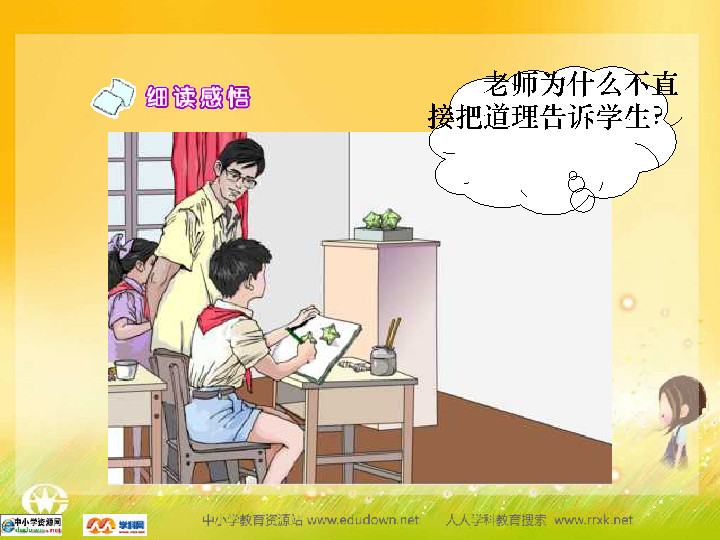 细读感悟
老师为什么不直
接把道理告诉学生?
中小学教育资源站 www.edudown.net 人人学科教育搜索 www.rrxk.net
中小学资源网
学科网